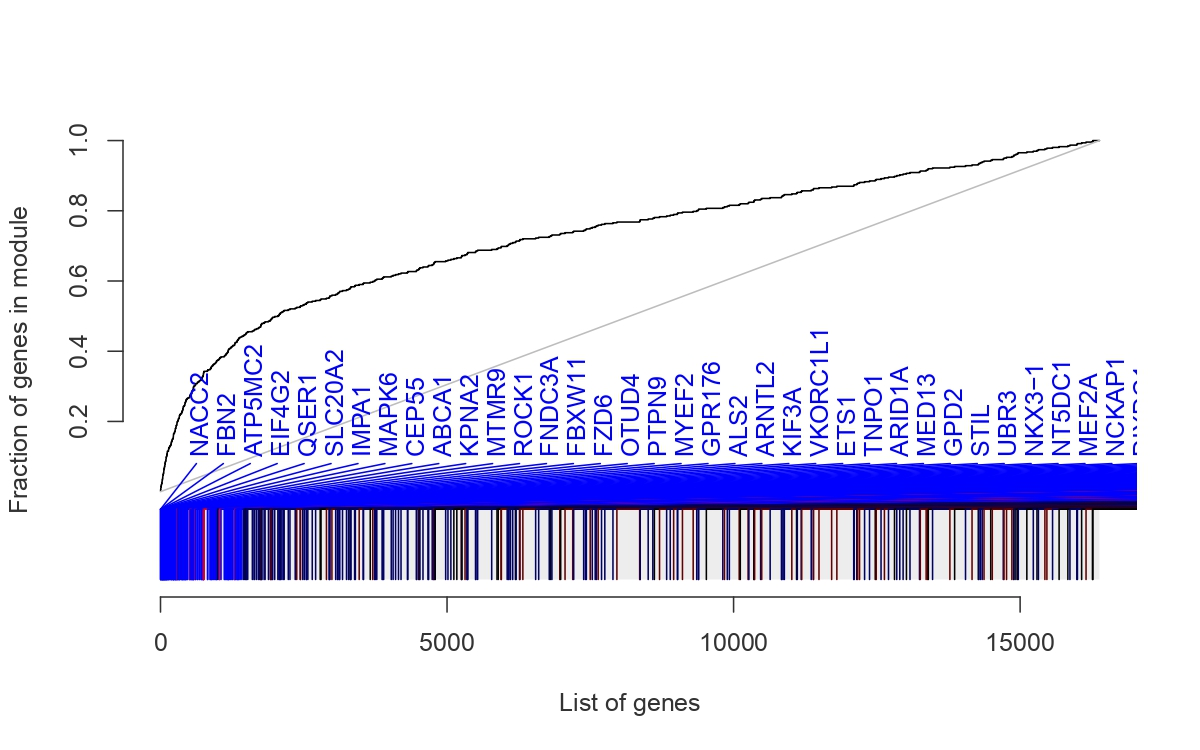 Fraction of genes in module
1.0
0.8
0.6
0.4
0.2
NACC2
FBN2
ATP5MC2
EIF4G2
QSER1
SLC20A2
IMPA1
MAPK6
CEP55
ABCA1
KPNA2
MTMR9
ROCK1
FNDC3A
FBXW11
FZD6
OTUD4
PTPN9
MYEF2
GPR176
ALS2
ARNTL2
KIF3A
VKORC1L1
ETS1
TNPO1
ARID1A
MED13
GPD2
STIL
UBR3
NKX3−1
NT5DC1
MEF2A
NCKAP1
0
5000
10000
15000
List of genes